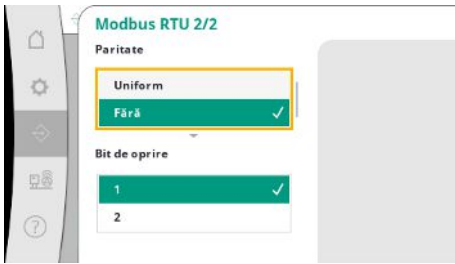 Modbus RTU 2/2
Paritate
Uniform
Fără
Bit de oprire
1
2